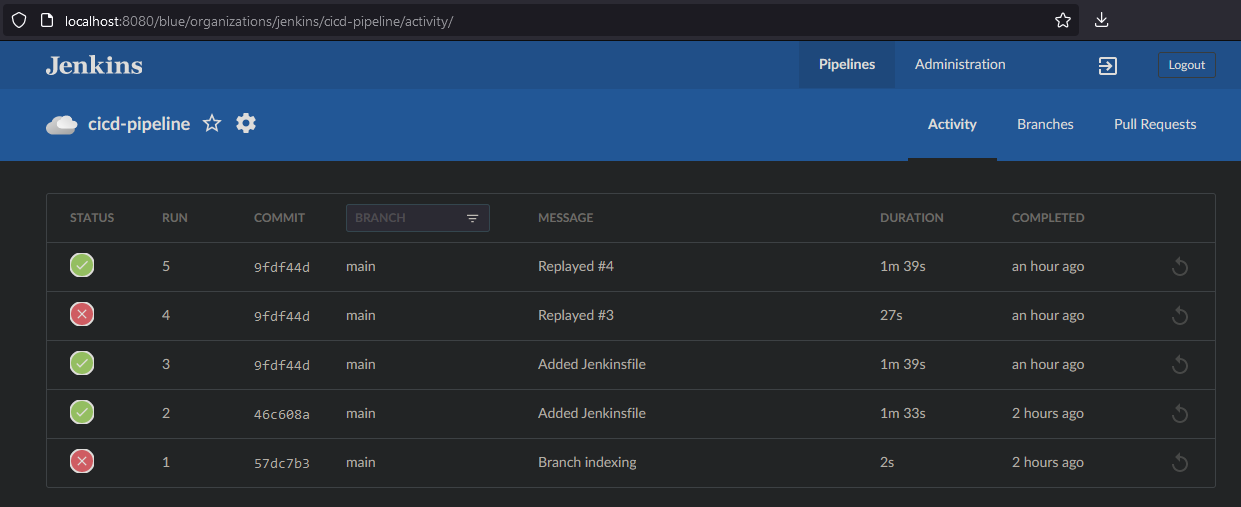 localhost:8080/blue/organizations/jenkins/cicd-pipeline/activity/
Jenkins Pipelines Administration Logout
cicd-pipeline Activity Branches Pull Requests
STATUS RUN COMMIT BRANCH MESSAGE DURATION COMPLETED
5 9fdf44d main Replayed #4 1m 39s an hour ago
4 9fdf44d main Replayed #3 27s an hour ago
3 9fdf44d main Added Jenkinsfile 1m 39s an hour ago
2 46c608a main Added Jenkinsfile 1m 33s 2 hours ago
1 57dc7b3 main Branch indexing 2s 2 hours ago